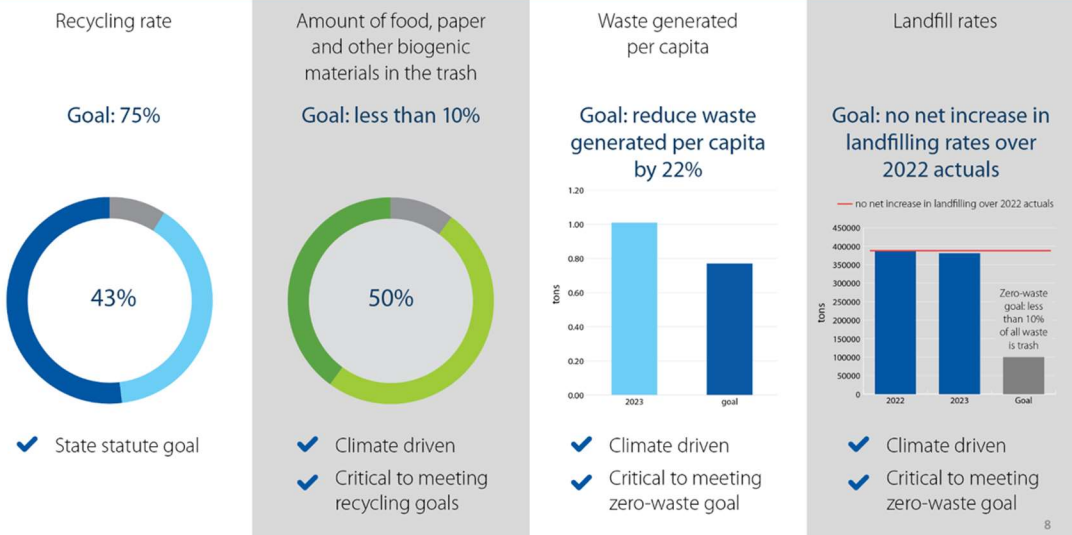 Recycling rate
Goal: 75%
43%
State statute goal
Amount of food, paper
and other biogenic
materials in the trash
Goal: less than 10%
50%
Climate driven
Critical to meeting
recycling goals
Waste generated
per capita
Goal: reduce waste
generated per capita
by 22%
1.20
1.00
0.80
0.60
0.40
0.20
0.00
tons
2023
goal
Climate driven
Critical to meeting
zero-waste goal
Landfill rates
Goal: no net increase in
landfilling rates over
2022 actuals
no net increase in landfilling over 2022 actuals
450000
400000
350000
300000
250000
200000
150000
100000
50000
0
tons
Zero-waste
goal: less
than 10%
of all waste
is trash
2022
2023
Goal
Climate driven
Critical to meeting
zero-waste goal
8